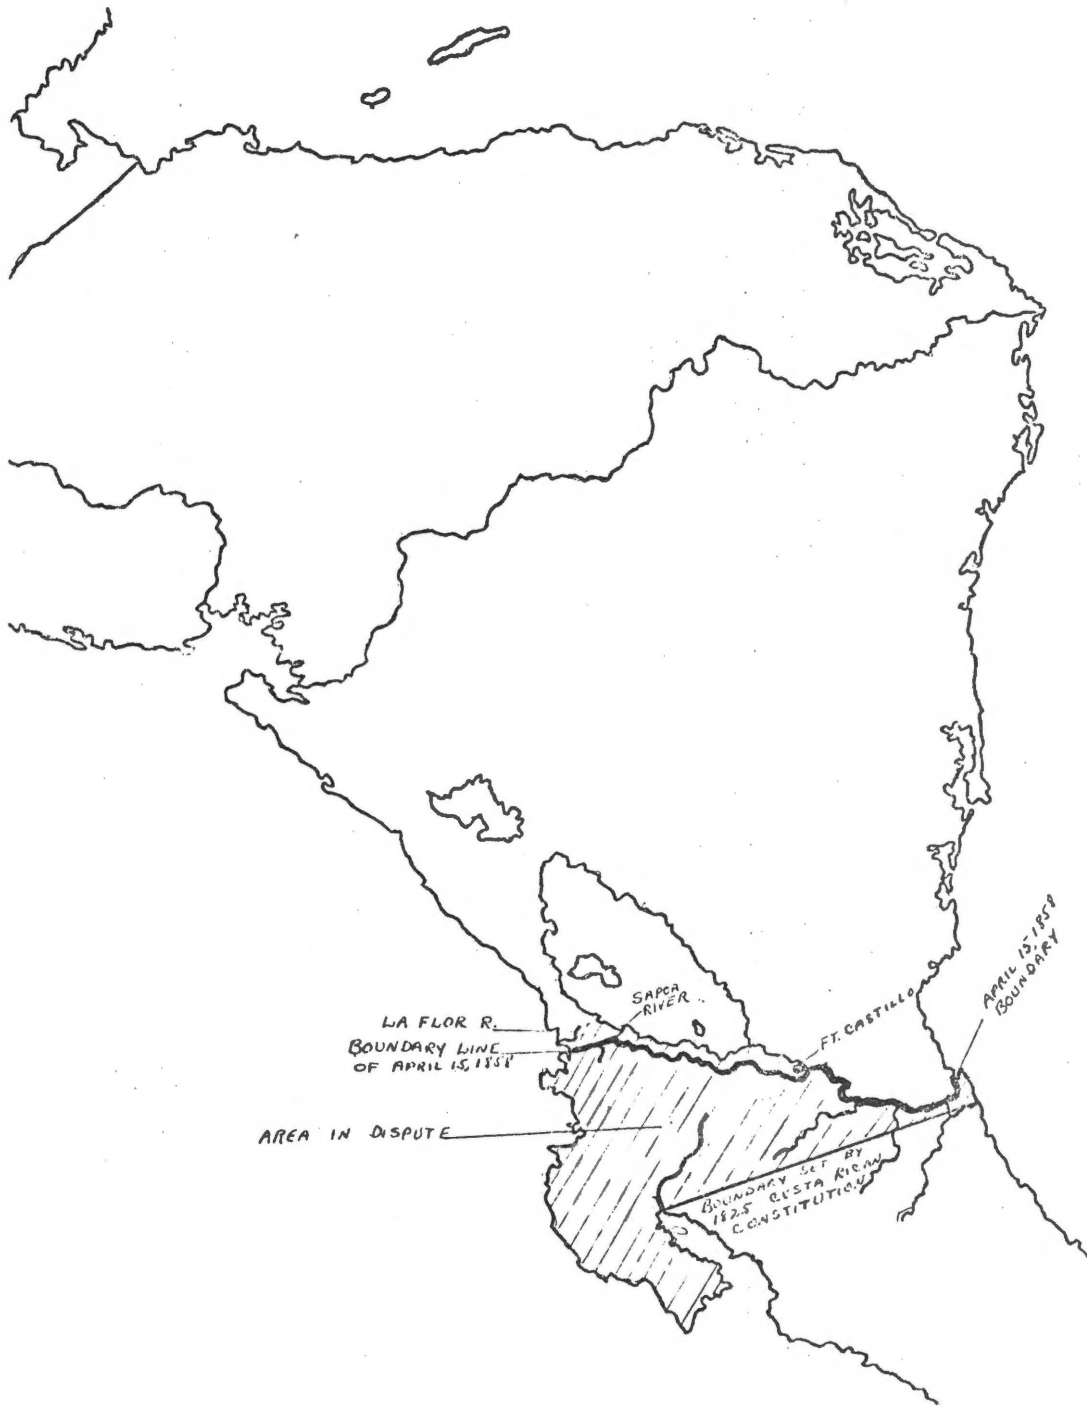 SAPOA
RIVER
LA FLOR R.
BOUNDARY LINE
OF APRIL 15, 1858
FT. CASTILLO
APRIL 15, 1858
BOUNDARY
AREA IN DISPUTE
BOUNDARY SET BY
1825 COSTA RICAN
CONSTITUTION